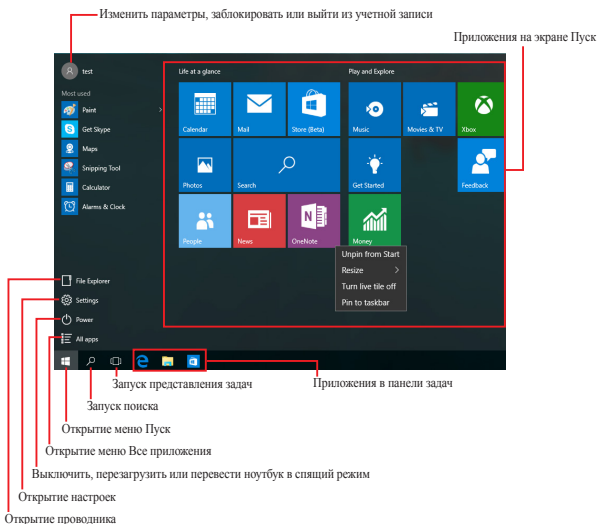 Изменить параметры, заблокировать или выйти из учетной записи
Приложения на экране Пуск
test
Life at a glance
Play and Explore
Most used
Paint
Get Skype
Maps
Snipping Tool
Calculator
Alarms & Clock
Calendar
Mail
Store (Beta)
Music
Movies & TV
Xbox
Photos
Search
Get Started
Feedback
People
News
OneNote
Money
Unpin from Start
Resize
Turn live tile off
Pin to taskbar
File Explorer
Settings
Power
All apps
Запуск представления задач
Приложения в панели задач
Запуск поиска
Открытие меню Пуск
Открытие меню Все приложения
Выключить, перезагрузить или перевести ноутбук в спящий режим
Открытие настроек
Открытие проводника